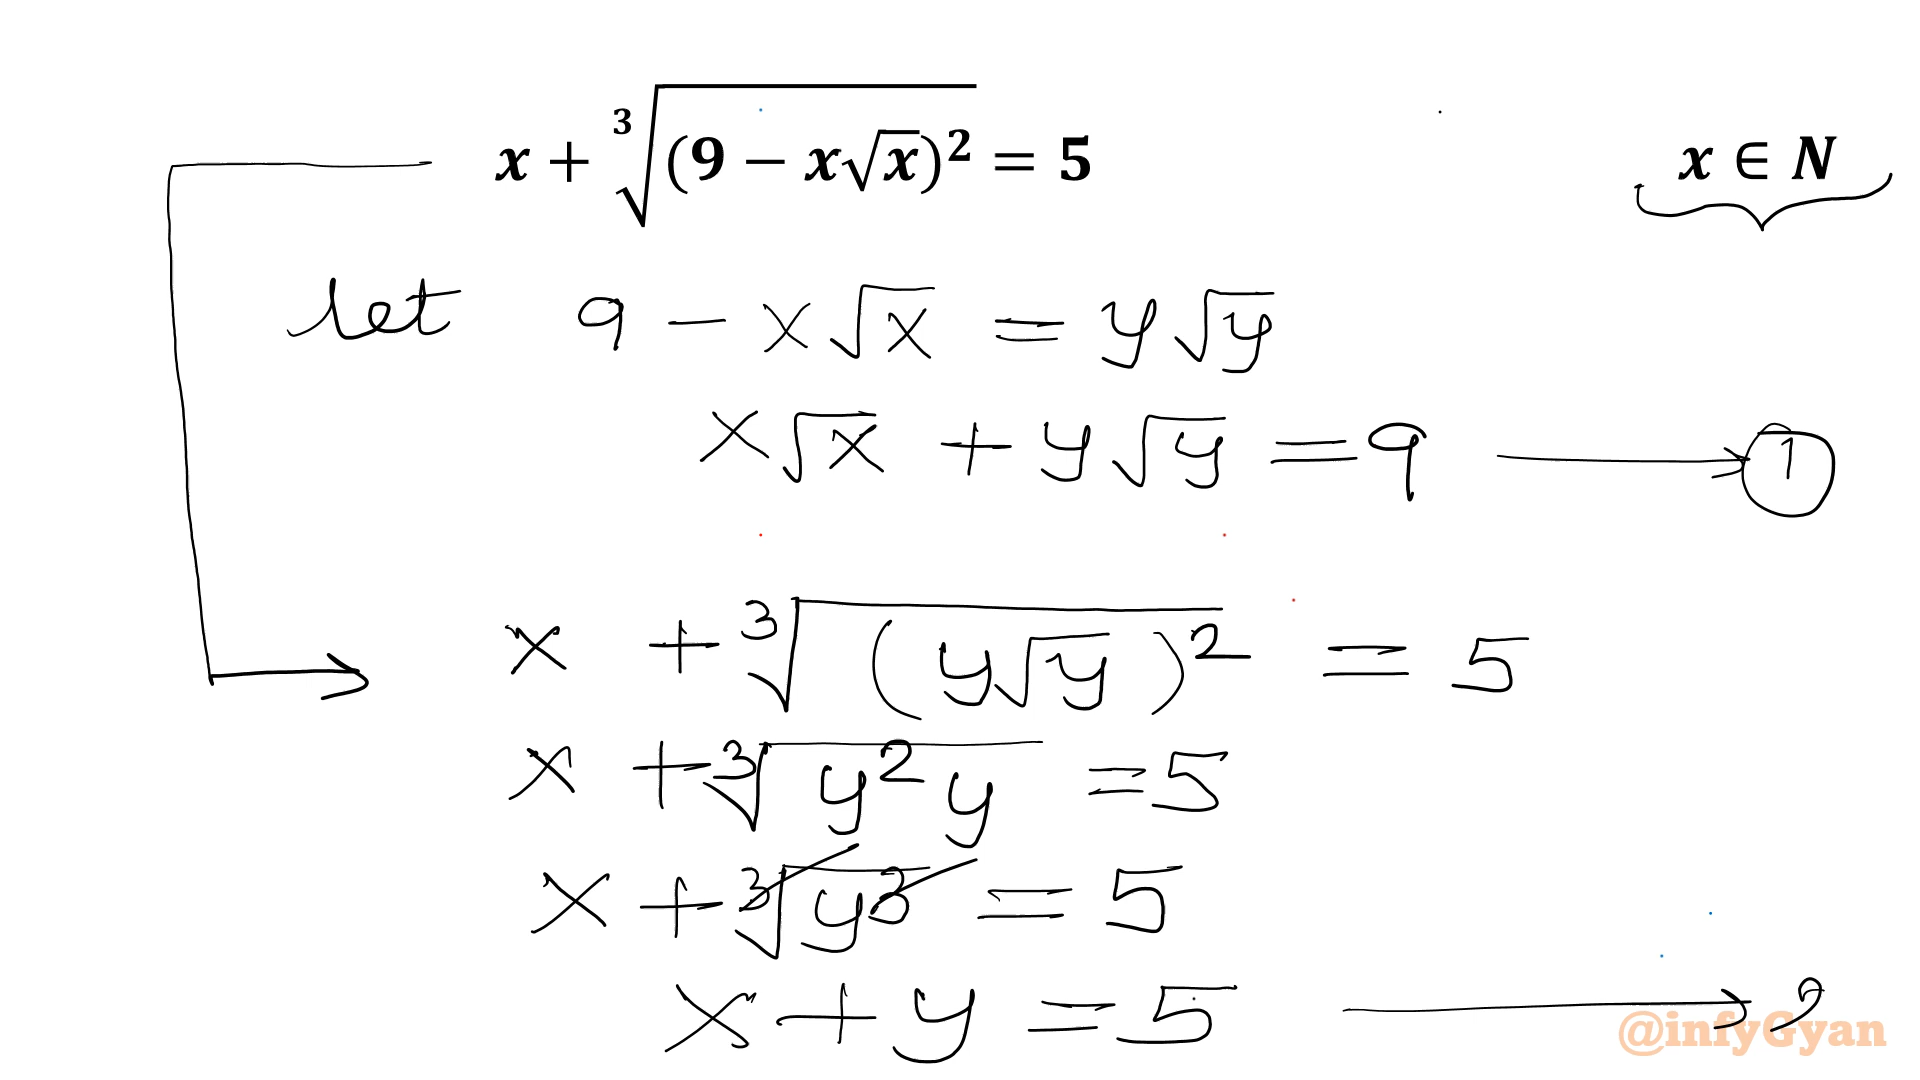 x + ∛(9 − x√x)² = 5    x ∈ N
let 9 − x√x = y√y
x√x + y√y = 9 ⟶ ①
x + ∛(y√y)² = 5
x + ∛y²y = 5
x + ∛y³ = 5
x + y = 5 ⟶ 2
@infyGyan